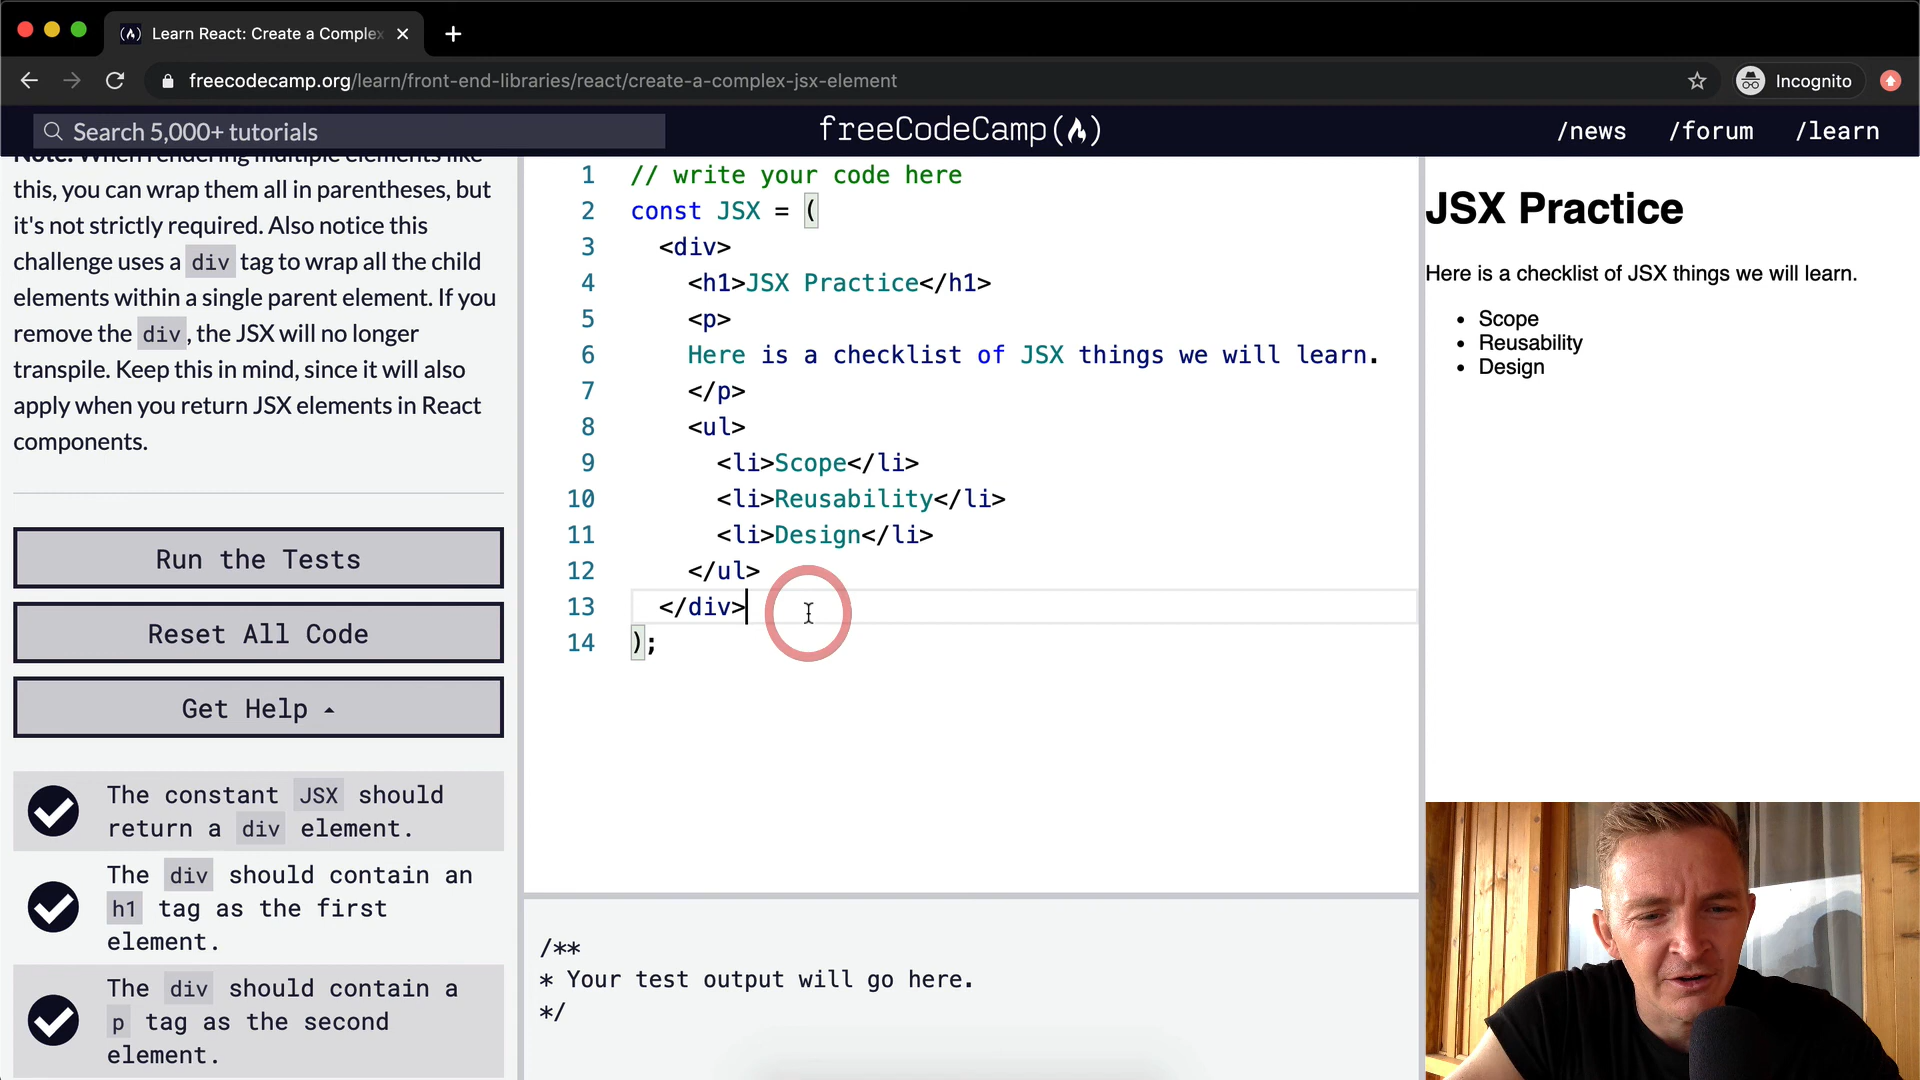 Learn React: Create a Complex
freecodecamp.org/learn/front-end-libraries/react/create-a-complex-jsx-element
Incognito
Search 5,000+ tutorials
freeCodeCamp
/news /forum /learn
Note: When rendering multiple elements like
this, you can wrap them all in parentheses, but
it's not strictly required. Also notice this
challenge uses a div tag to wrap all the child
elements within a single parent element. If you
remove the div, the JSX will no longer
transpile. Keep this in mind, since it will also
apply when you return JSX elements in React
components.
Run the Tests
Reset All Code
Get Help
The constant JSX should
return a div element.
The div should contain an
h1 tag as the first
element.
The div should contain a
p tag as the second
element.
1 // write your code here
2 const JSX = (
3 <div>
4 <h1>JSX Practice</h1>
5 <p>
6 Here is a checklist of JSX things we will learn.
7 </p>
8 <ul>
9 <li>Scope</li>
10 <li>Reusability</li>
11 <li>Design</li>
12 </ul>
13 </div>
14 );
/**
* Your test output will go here.
*/
JSX Practice
Here is a checklist of JSX things we will learn.
• Scope
• Reusability
• Design